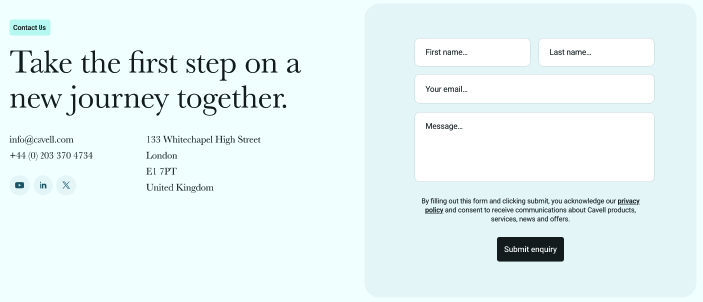 Contact Us
Take the first step on a
new journey together.
info@cavell.com
+44 (0) 203 370 4734
133 Whitechapel High Street
London
E1 7PT
United Kingdom
in
First name...
Last name...
Your email...
Message...
By filling out this form and clicking submit, you acknowledge our privacy
policy and consent to receive communications about Cavell products,
services, news and offers.
Submit enquiry